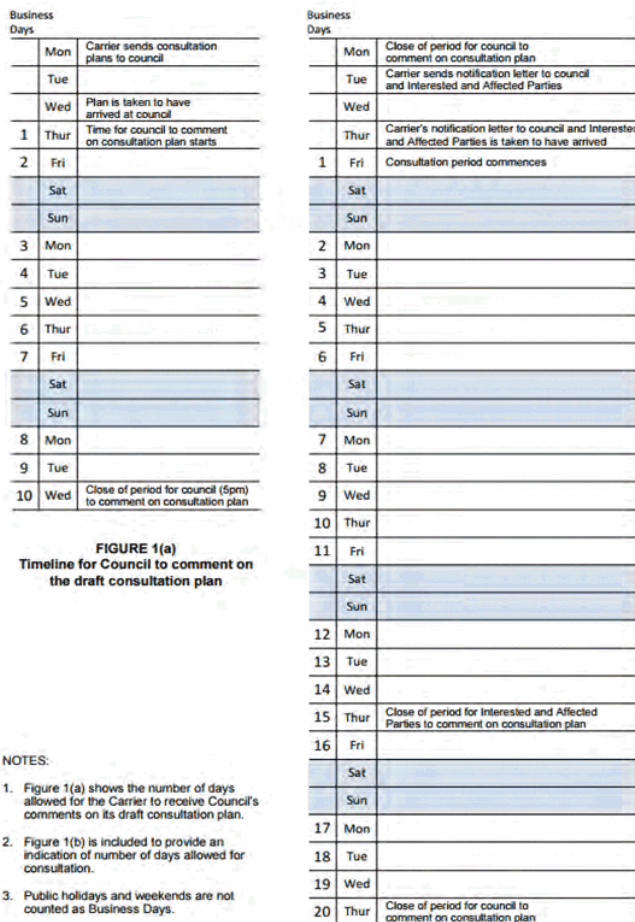 Business
Days
Mon Carrier sends consultation
plans to council
Tue
Wed Plan is taken to have
arrived at council
1 Thur Time for council to comment
on consultation plan starts
2 Fri
Sat
Sun
3 Mon
4 Tue
5 Wed
6 Thur
7 Fri
Sat
Sun
8 Mon
9 Tue
10 Wed Close of period for council (5pm)
to comment on consultation plan
FIGURE 1(a)
Timeline for Council to comment on
the draft consultation plan
NOTES:
1. Figure 1(a) shows the number of days
allowed for the Carrier to receive Council's
comments on its draft consultation plan.
2. Figure 1(b) is included to provide an
indication of number of days allowed for
consultation.
3. Public holidays and weekends are not
counted as Business Days.
Business
Days
Mon Close of period for council to
comment on consultation plan
Tue Carrier sends notification letter to council
and Interested and Affected Parties
Wed
Thur Carrier's notification letter to council and Interested
and Affected Parties is taken to have arrived
1 Fri Consultation period commences
Sat
Sun
2 Mon
3 Tue
4 Wed
5 Thur
6 Fri
Sat
Sun
7 Mon
8 Tue
9 Wed
10 Thur
11 Fri
Sat
Sun
12 Mon
13 Tue
14 Wed
15 Thur Close of period for Interested and Affected
Parties to comment on consultation plan
16 Fri
Sat
Sun
17 Mon
18 Tue
19 Wed
20 Thur Close of period for council to
comment on consultation plan